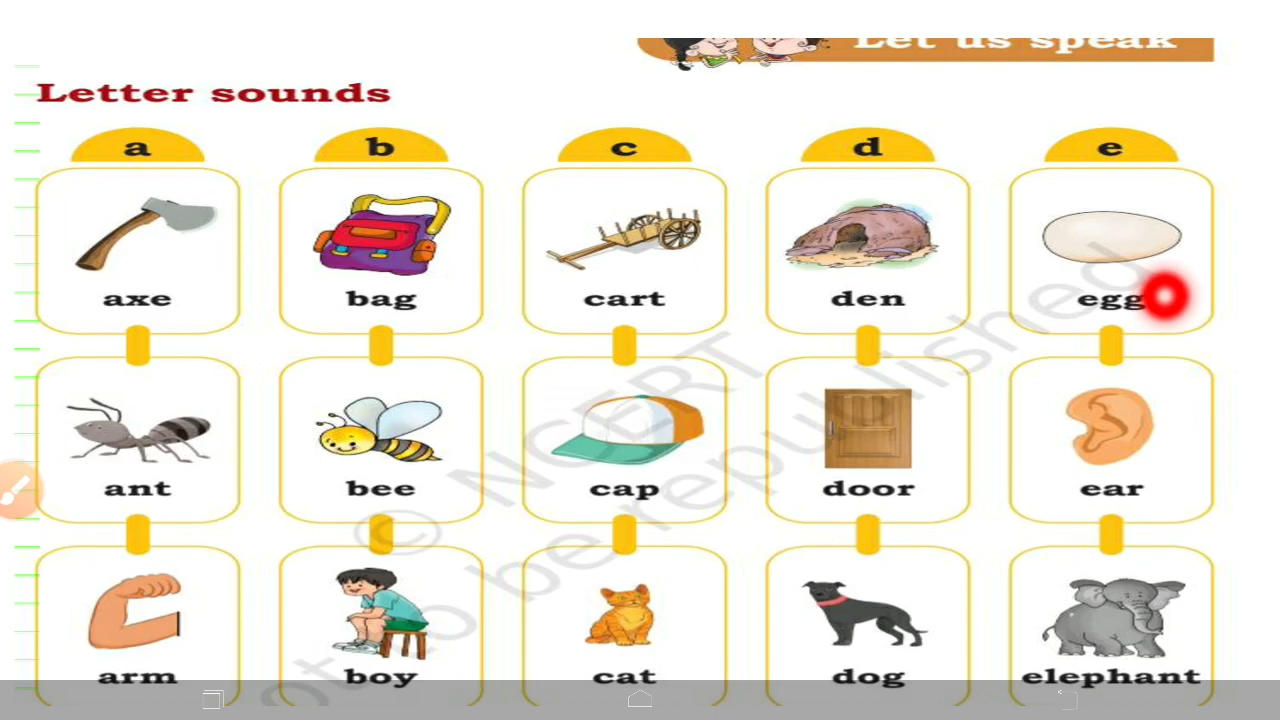 Let us speak
Letter sounds
a b c d e
axe bag cart den egg
ant bee cap door ear
arm boy cat dog elephant
© NCERT
not to be republished